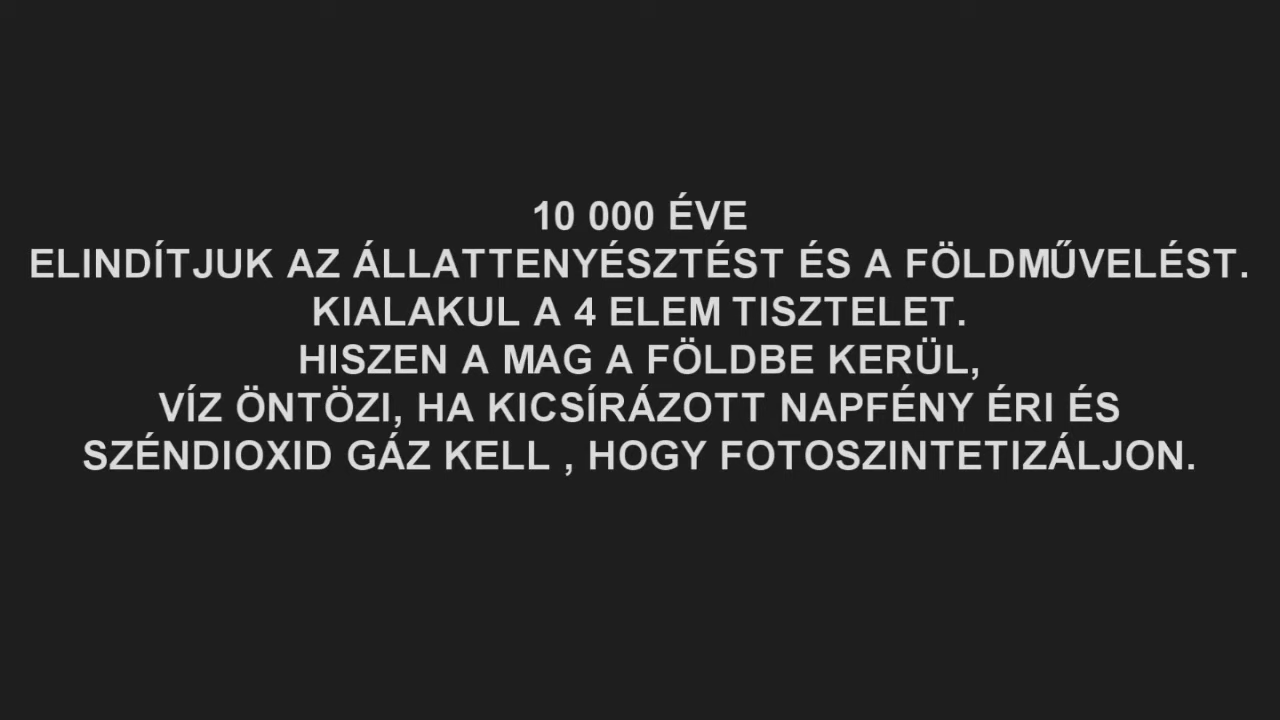 10 000 ÉVE
ELINDÍTJUK AZ ÁLLATTENYÉSZTÉST ÉS A FÖLDMŰVELÉST.
KIALAKUL A 4 ELEM TISZTELET.
HISZEN A MAG A FÖLDBE KERÜL,
VÍZ ÖNTÖZI, HA KICSÍRÁZOTT NAPFÉNY ÉRI ÉS
SZÉNDIOXID GÁZ KELL , HOGY FOTOSZINTETIZÁLJON.